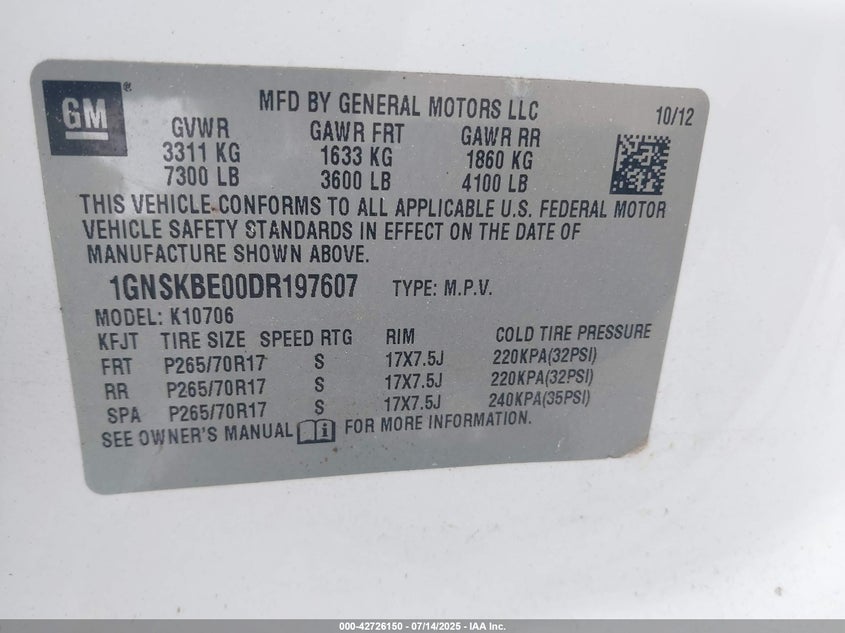 GM®
MFD BY GENERAL MOTORS LLC 10/12
GVWR GAWR FRT GAWR RR
3311 KG 1633 KG 1860 KG
7300 LB 3600 LB 4100 LB
THIS VEHICLE CONFORMS TO ALL APPLICABLE U.S. FEDERAL MOTOR
VEHICLE SAFETY STANDARDS IN EFFECT ON THE DATE OF
MANUFACTURE SHOWN ABOVE.
1GNSKBE00DR197607 TYPE: M.P.V.
MODEL: K10706
KFJT TIRE SIZE SPEED RTG RIM COLD TIRE PRESSURE
FRT P265/70R17 S 17X7.5J 220KPA(32PSI)
RR P265/70R17 S 17X7.5J 220KPA(32PSI)
SPA P265/70R17 S 17X7.5J 240KPA(35PSI)
SEE OWNER'S MANUAL FOR MORE INFORMATION.
000-42726150 | 07/14/2025 | IAA Inc.